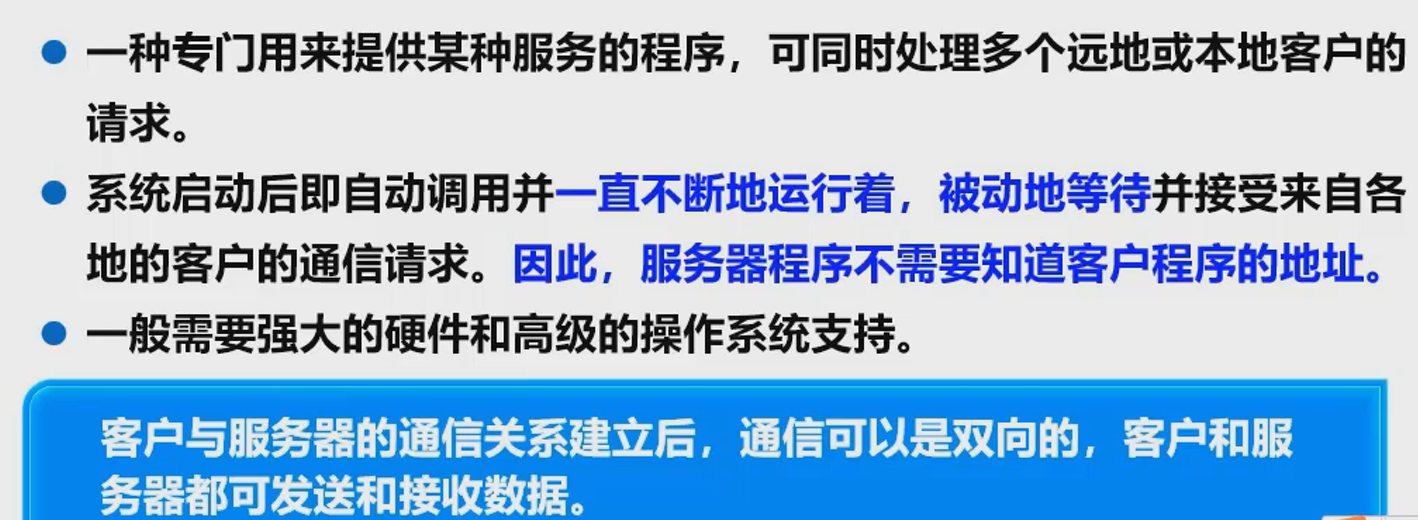 一种专门用来提供某种服务的程序，可同时处理多个远地或本地客户的
请求。
系统启动后即自动调用并一直不断地运行着，被动地等待并接受来自各
地的客户的通信请求。因此，服务器程序不需要知道客户程序的地址。
一般需要强大的硬件和高级的操作系统支持。
客户与服务器的通信关系建立后，通信可以是双向的，客户和服
务器都可发送和接收数据。